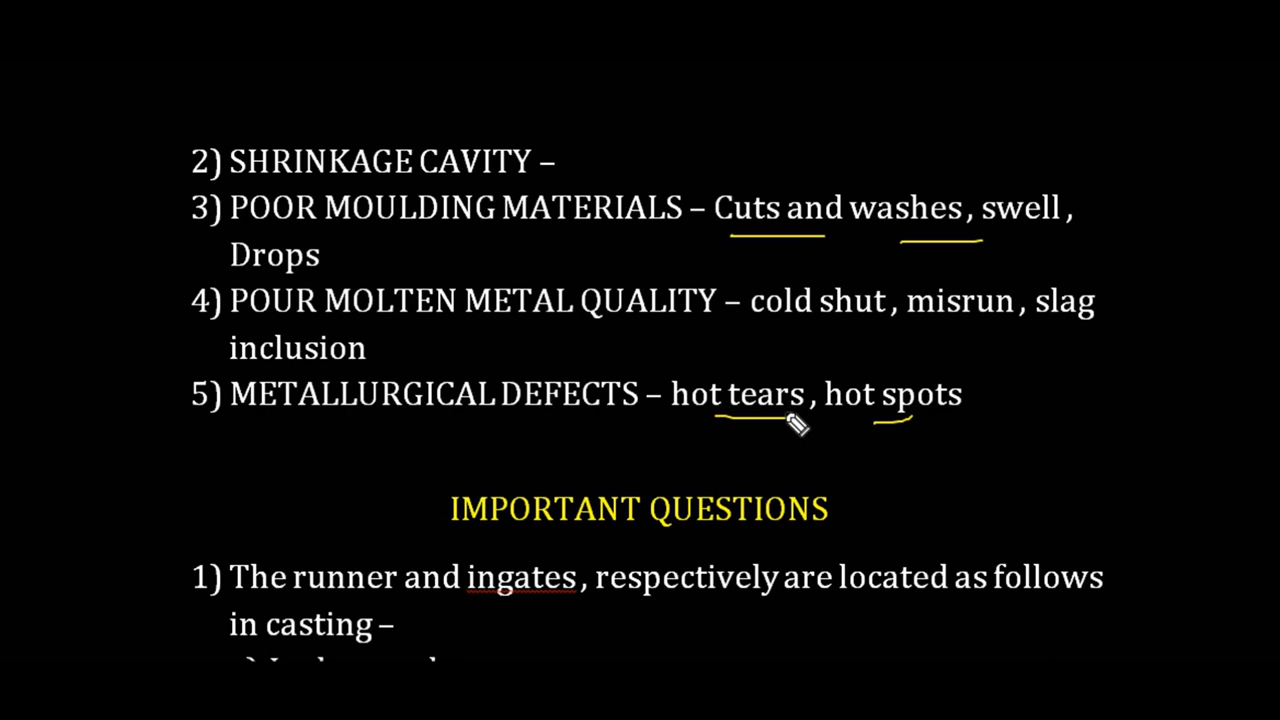 2) SHRINKAGE CAVITY –
3) POOR MOULDING MATERIALS – Cuts and washes, swell,
Drops
4) POUR MOLTEN METAL QUALITY – cold shut, misrun, slag
inclusion
5) METALLURGICAL DEFECTS – hot tears, hot spots
IMPORTANT QUESTIONS
1) The runner and ingates, respectively are located as follows
in casting –